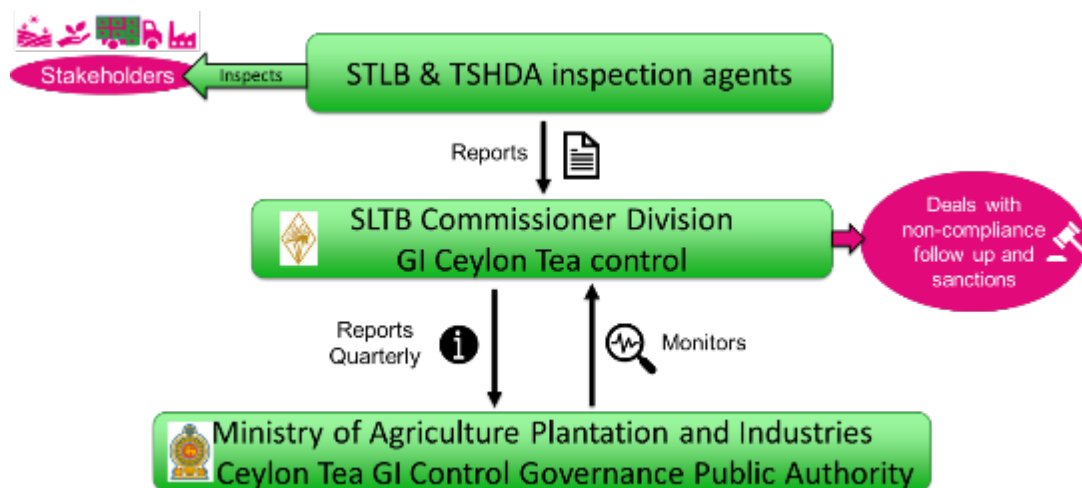 Stakeholders
Inspects
STLB & TSHDA inspection agents
Reports
SLTB Commissioner Division
GI Ceylon Tea control
Deals with
non-compliance
follow up and
sanctions
Reports
Quarterly
Monitors
Ministry of Agriculture Plantation and Industries
Ceylon Tea GI Control Governance Public Authority